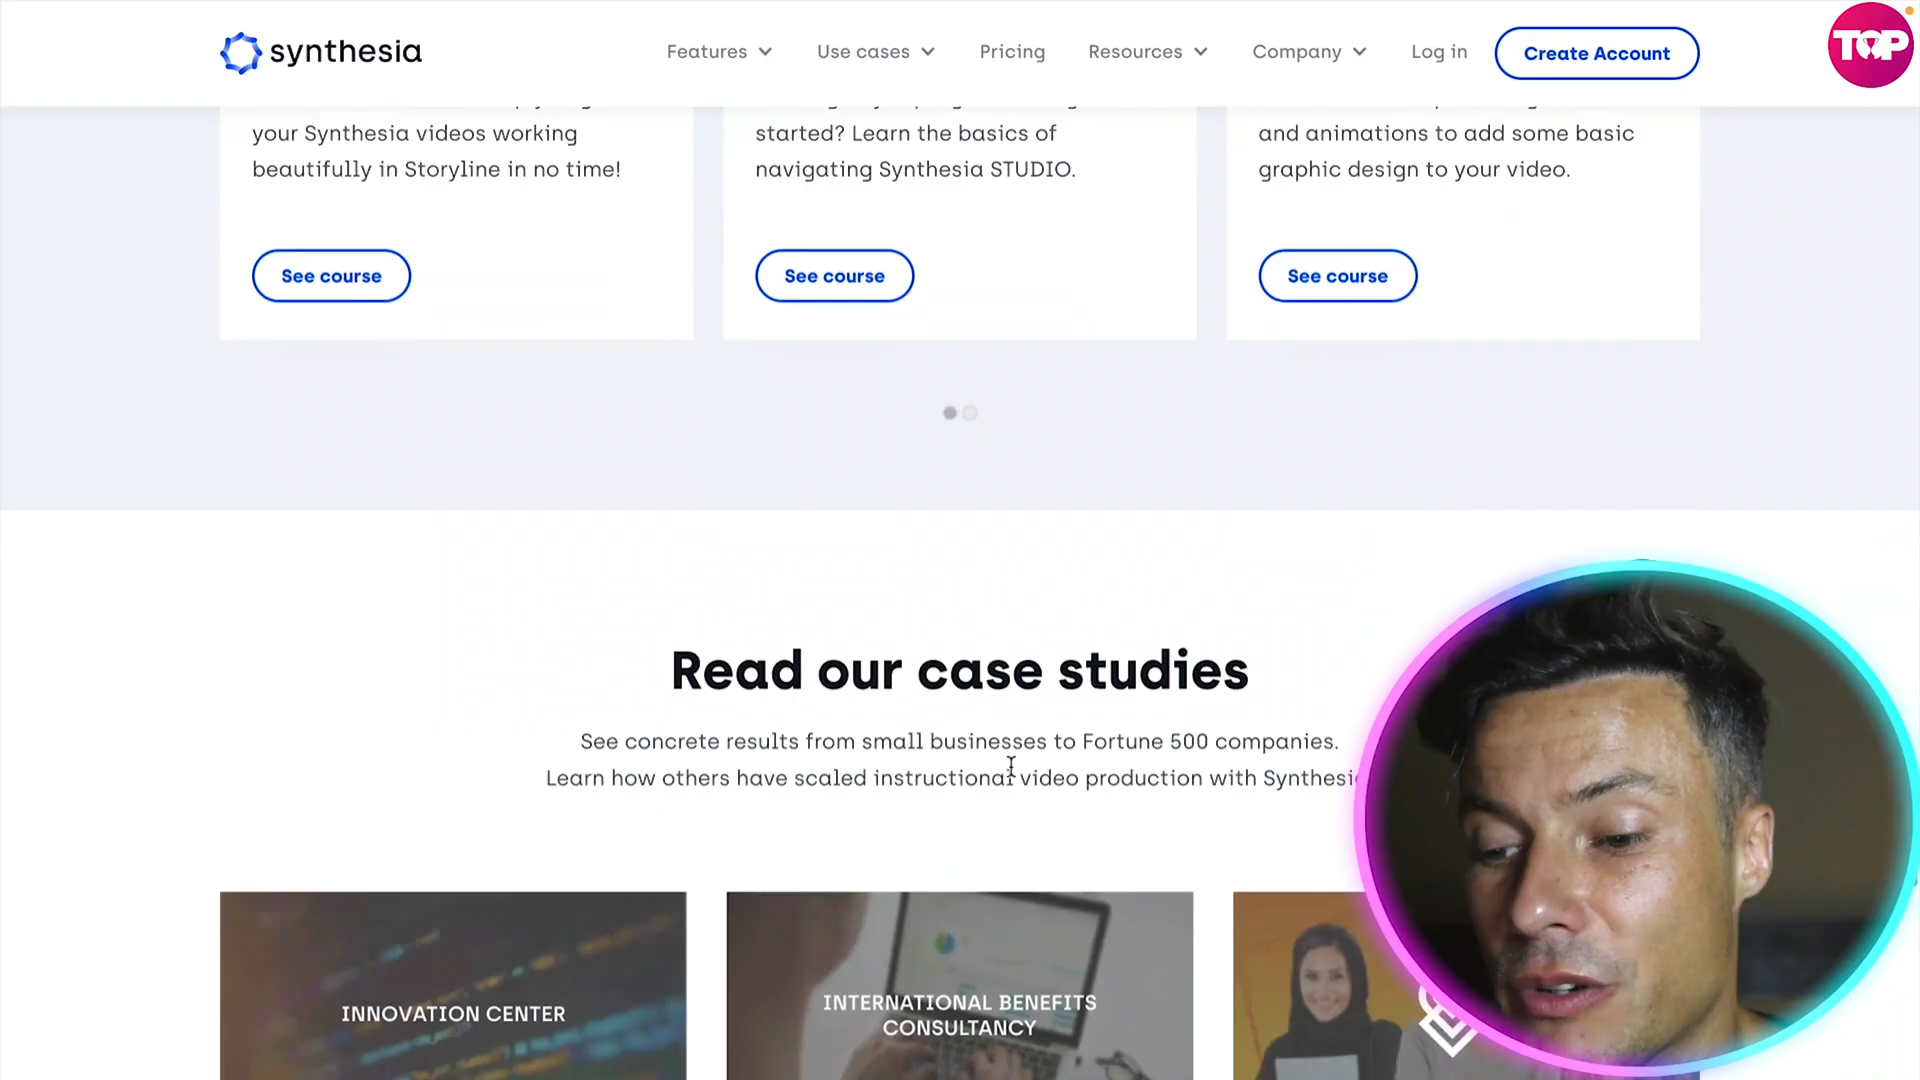 synthesia
Features
Use cases
Pricing
Resources
Company
Log in
Create Account
TOP
your Synthesia videos working
beautifully in Storyline in no time!
started? Learn the basics of
navigating Synthesia STUDIO.
and animations to add some basic
graphic design to your video.
See course
See course
See course
Read our case studies
See concrete results from small businesses to Fortune 500 companies.
Learn how others have scaled instructional video production with
INNOVATION CENTER
INTERNATIONAL BENEFITS
CONSULTANCY